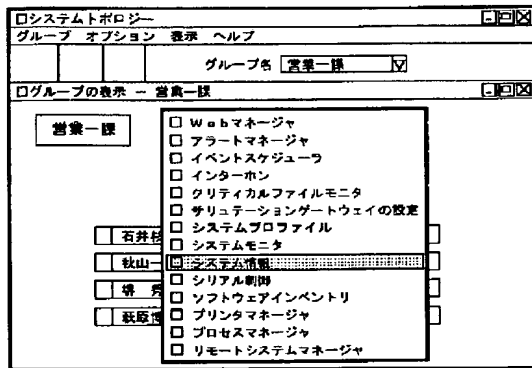 システムトポロジー
グループ オプション 表示 ヘルプ
グループ名 営業一課
グループの表示 − 営業一課
営業一課
Webマネージャ
アラートマネージャ
イベントスケジューラ
インターホン
クリティカルファイルモニタ
サリュテーションゲートウェイの設定
システムプロファイル
システムモニタ
システム情報
シリアル制御
ソフトウェアインベントリ
プリンタマネージャ
プロセスマネージャ
リモートシステムマネージャ
石井
秋山一
堺
萩原博